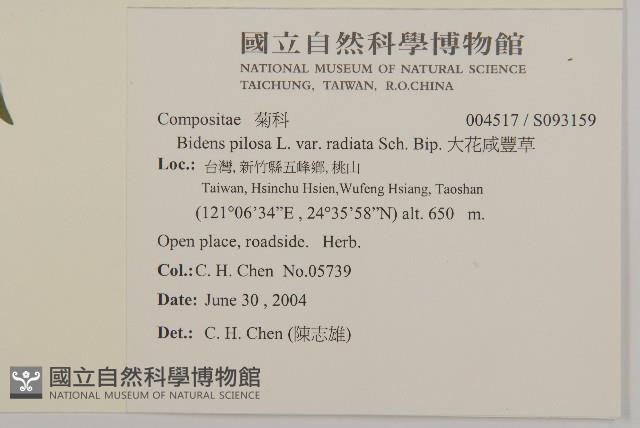 國立自然科學博物館
NATIONAL MUSEUM OF NATURAL SCIENCE
TAICHUNG, TAIWAN, R.O.CHINA
Compositae 菊科 004517 / S093159
Bidens pilosa L. var. radiata Sch. Bip. 大花咸豐草
Loc.: 台灣, 新竹縣五峰鄉, 桃山
Taiwan, Hsinchu Hsien,Wufeng Hsiang, Taoshan
(121°06'34”E , 24°35'58”N) alt. 650 m.
Open place, roadside. Herb.
Col.: C. H. Chen No.05739
Date: June 30 , 2004
Det.: C. H. Chen (陳志雄)
國立自然科學博物館
NATIONAL MUSEUM OF NATURAL SCIENCE